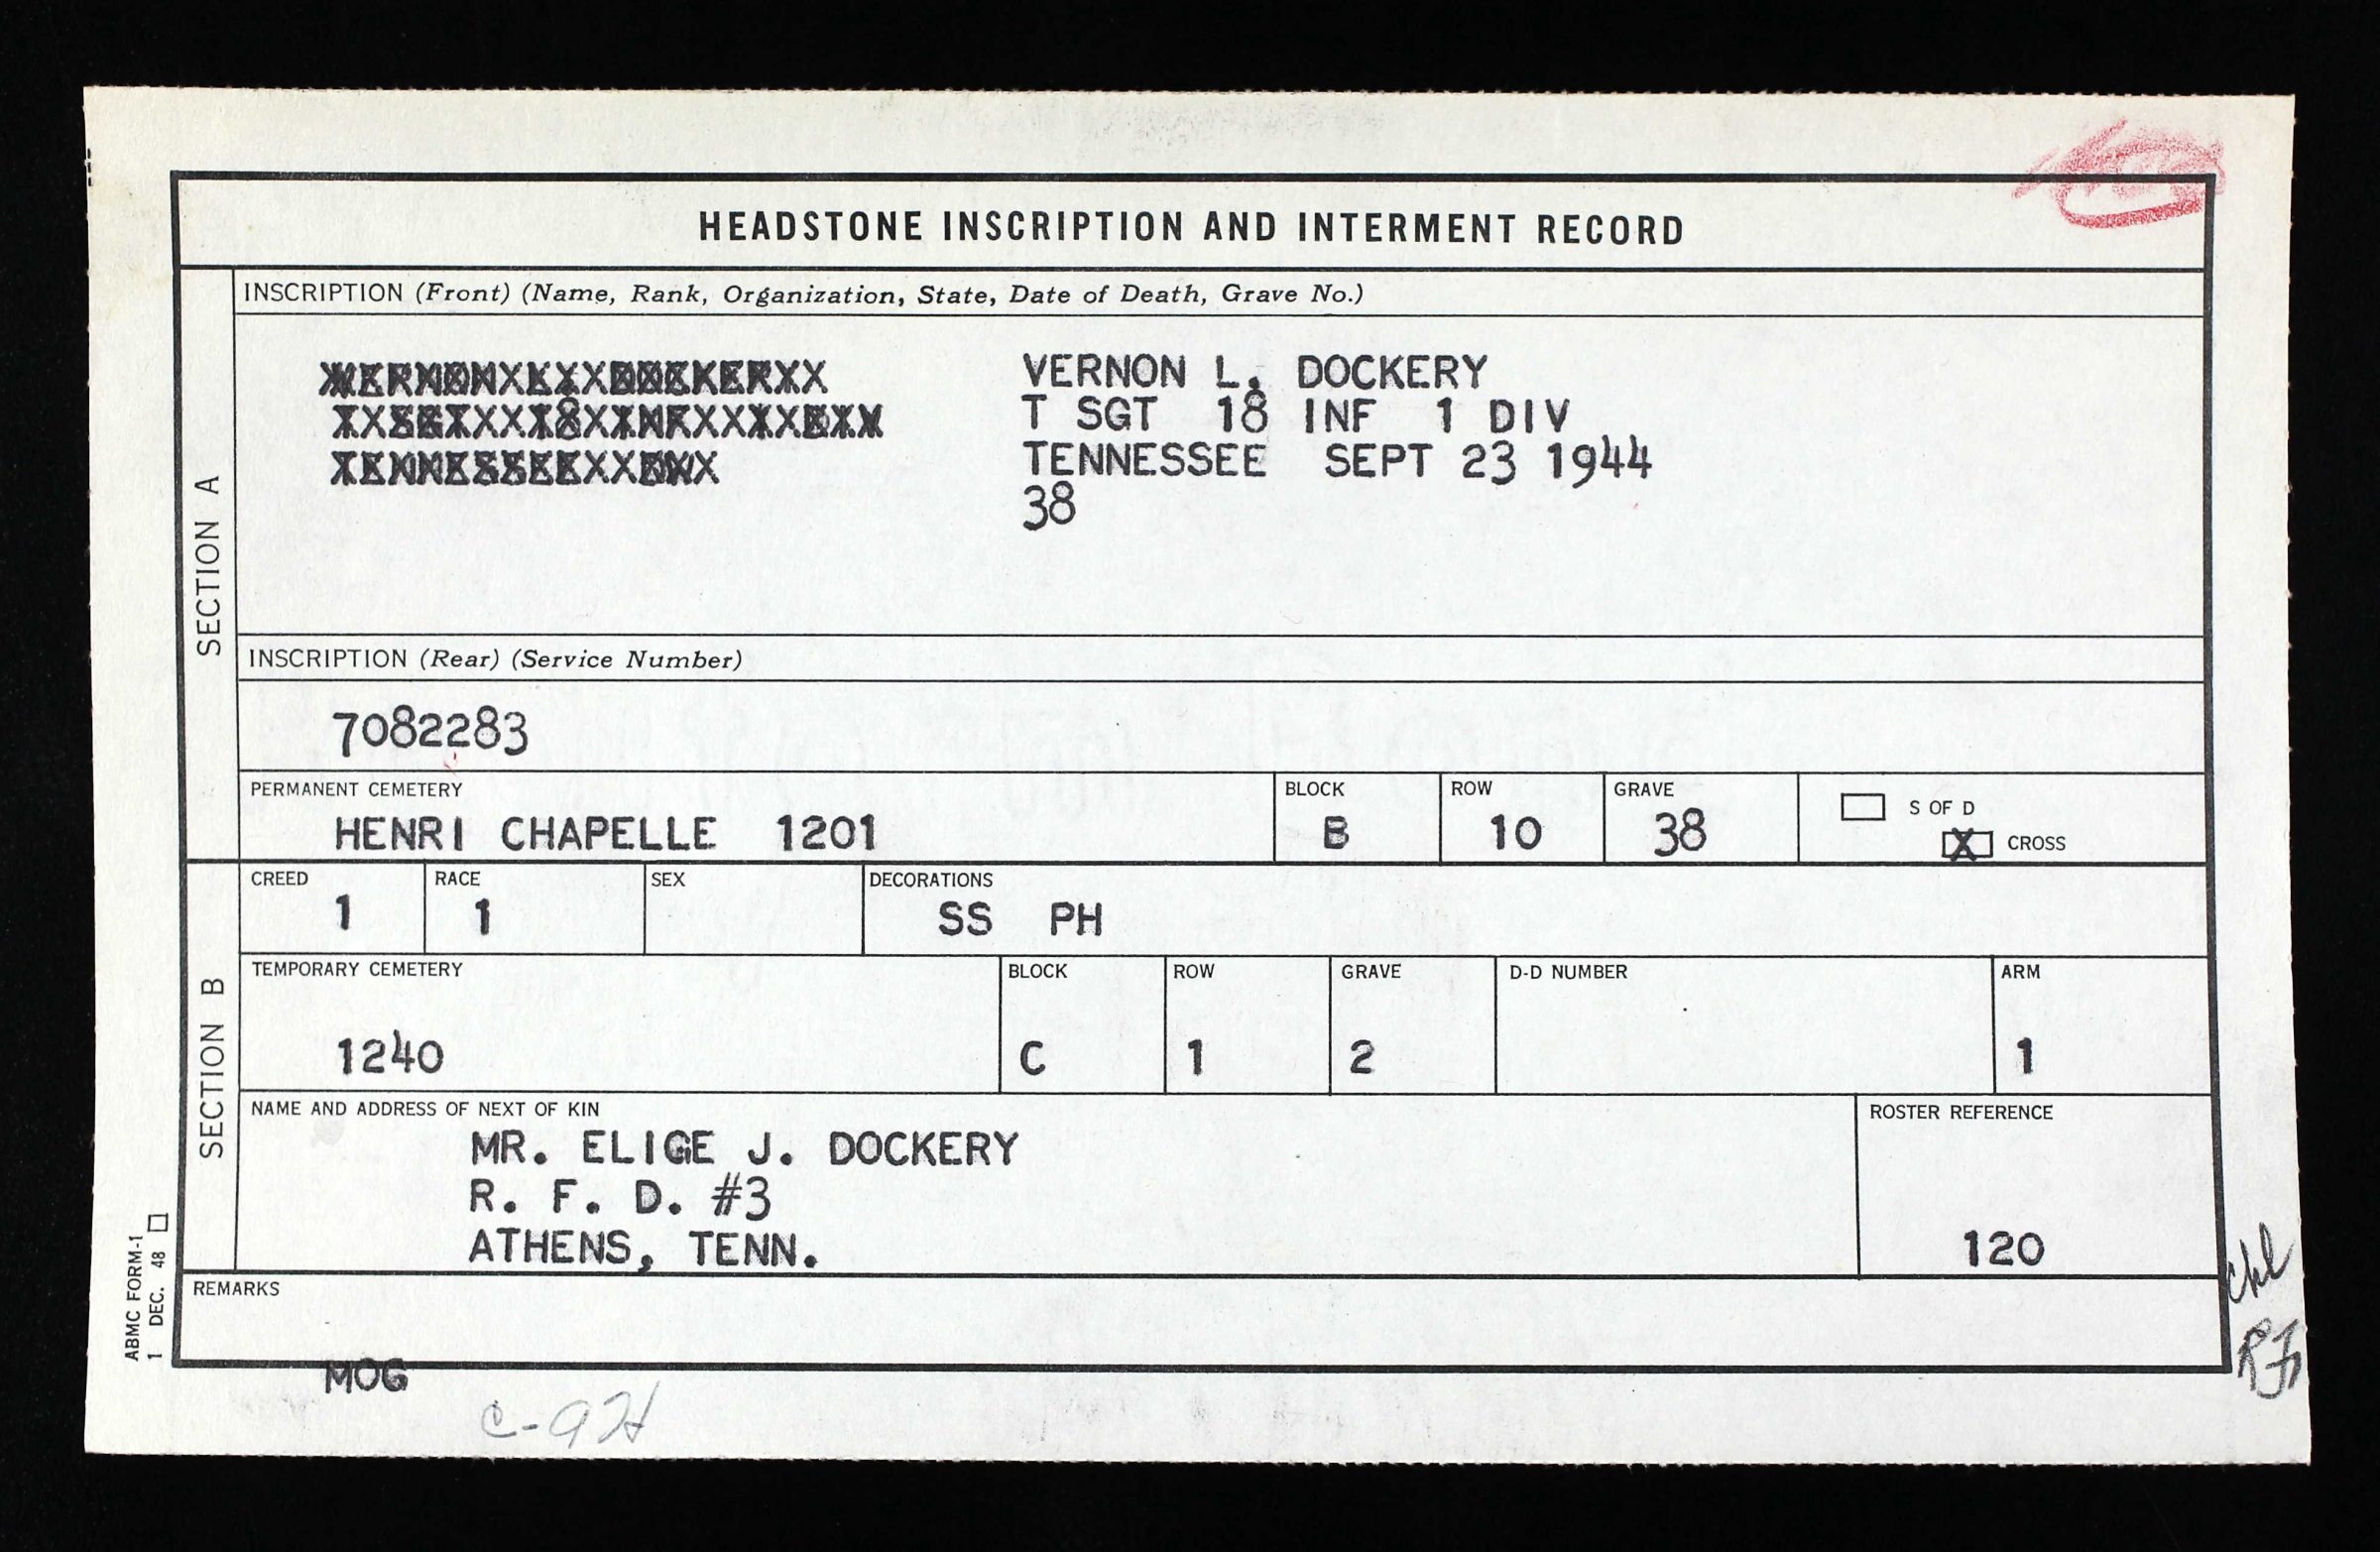 HEADSTONE INSCRIPTION AND INTERMENT RECORD
SECTION A
INSCRIPTION (Front) (Name, Rank, Organization, State, Date of Death, Grave No.)
VERNON L. DOCKERY
T SGT 18 INF 1 DIV
TENNESSEE SEPT 23 1944
38
INSCRIPTION (Rear) (Service Number)
7082283
PERMANENT CEMETERY BLOCK ROW GRAVE
HENRI CHAPELLE 1201 B 10 38
S OF D
X CROSS
SECTION B
CREED RACE SEX DECORATIONS
1 1 SS PH
TEMPORARY CEMETERY BLOCK ROW GRAVE D-D NUMBER ARM
1240 C 1 2 1
NAME AND ADDRESS OF NEXT OF KIN ROSTER REFERENCE
MR. ELIGE J. DOCKERY
R. F. D. #3
ATHENS, TENN. 120
REMARKS
ABMC FORM-1
1 DEC. 48
MOG